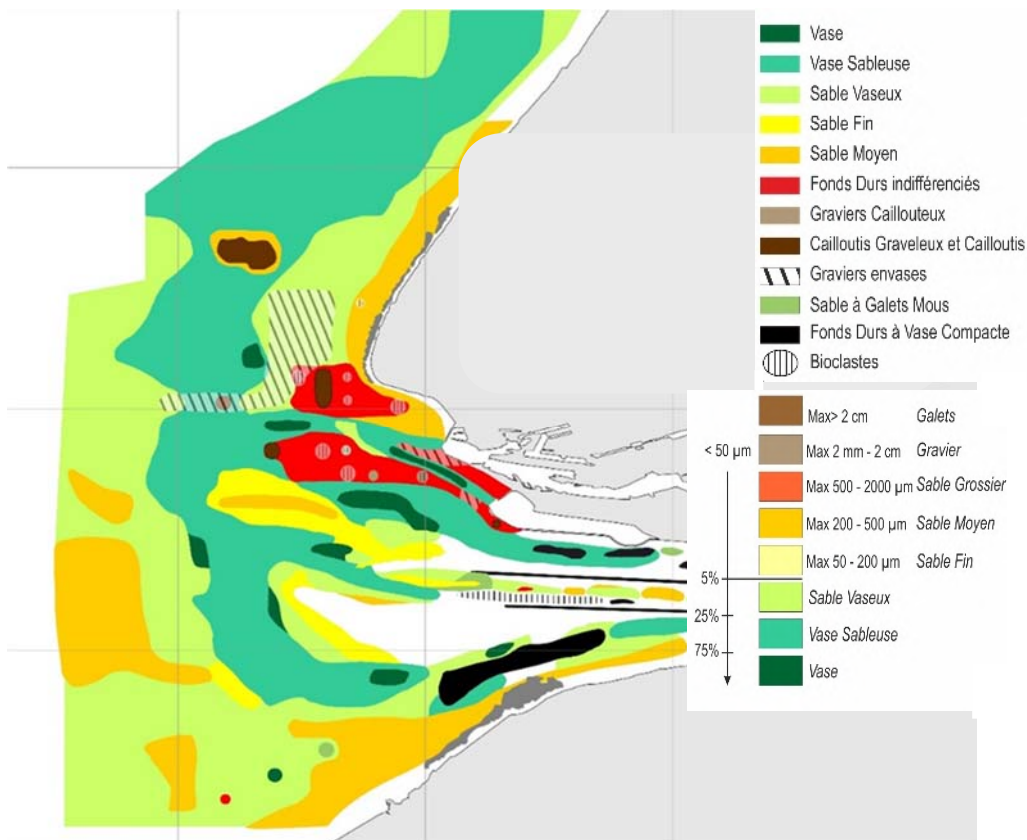 Vase
Vase Sableuse
Sable Vaseux
Sable Fin
Sable Moyen
Fonds Durs indifférenciés
Graviers Caillouteux
Cailloutis Graveleux et Cailloutis
Graviers envases
Sable à Galets Mous
Fonds Durs à Vase Compacte
Bioclastes
Max> 2 cm Galets
< 50 µm Max 2 mm - 2 cm Gravier
Max 500 - 2000 µm Sable Grossier
Max 200 - 500 µm Sable Moyen
Max 50 - 200 µm Sable Fin
5%
Sable Vaseux
25%
Vase Sableuse
75%
Vase